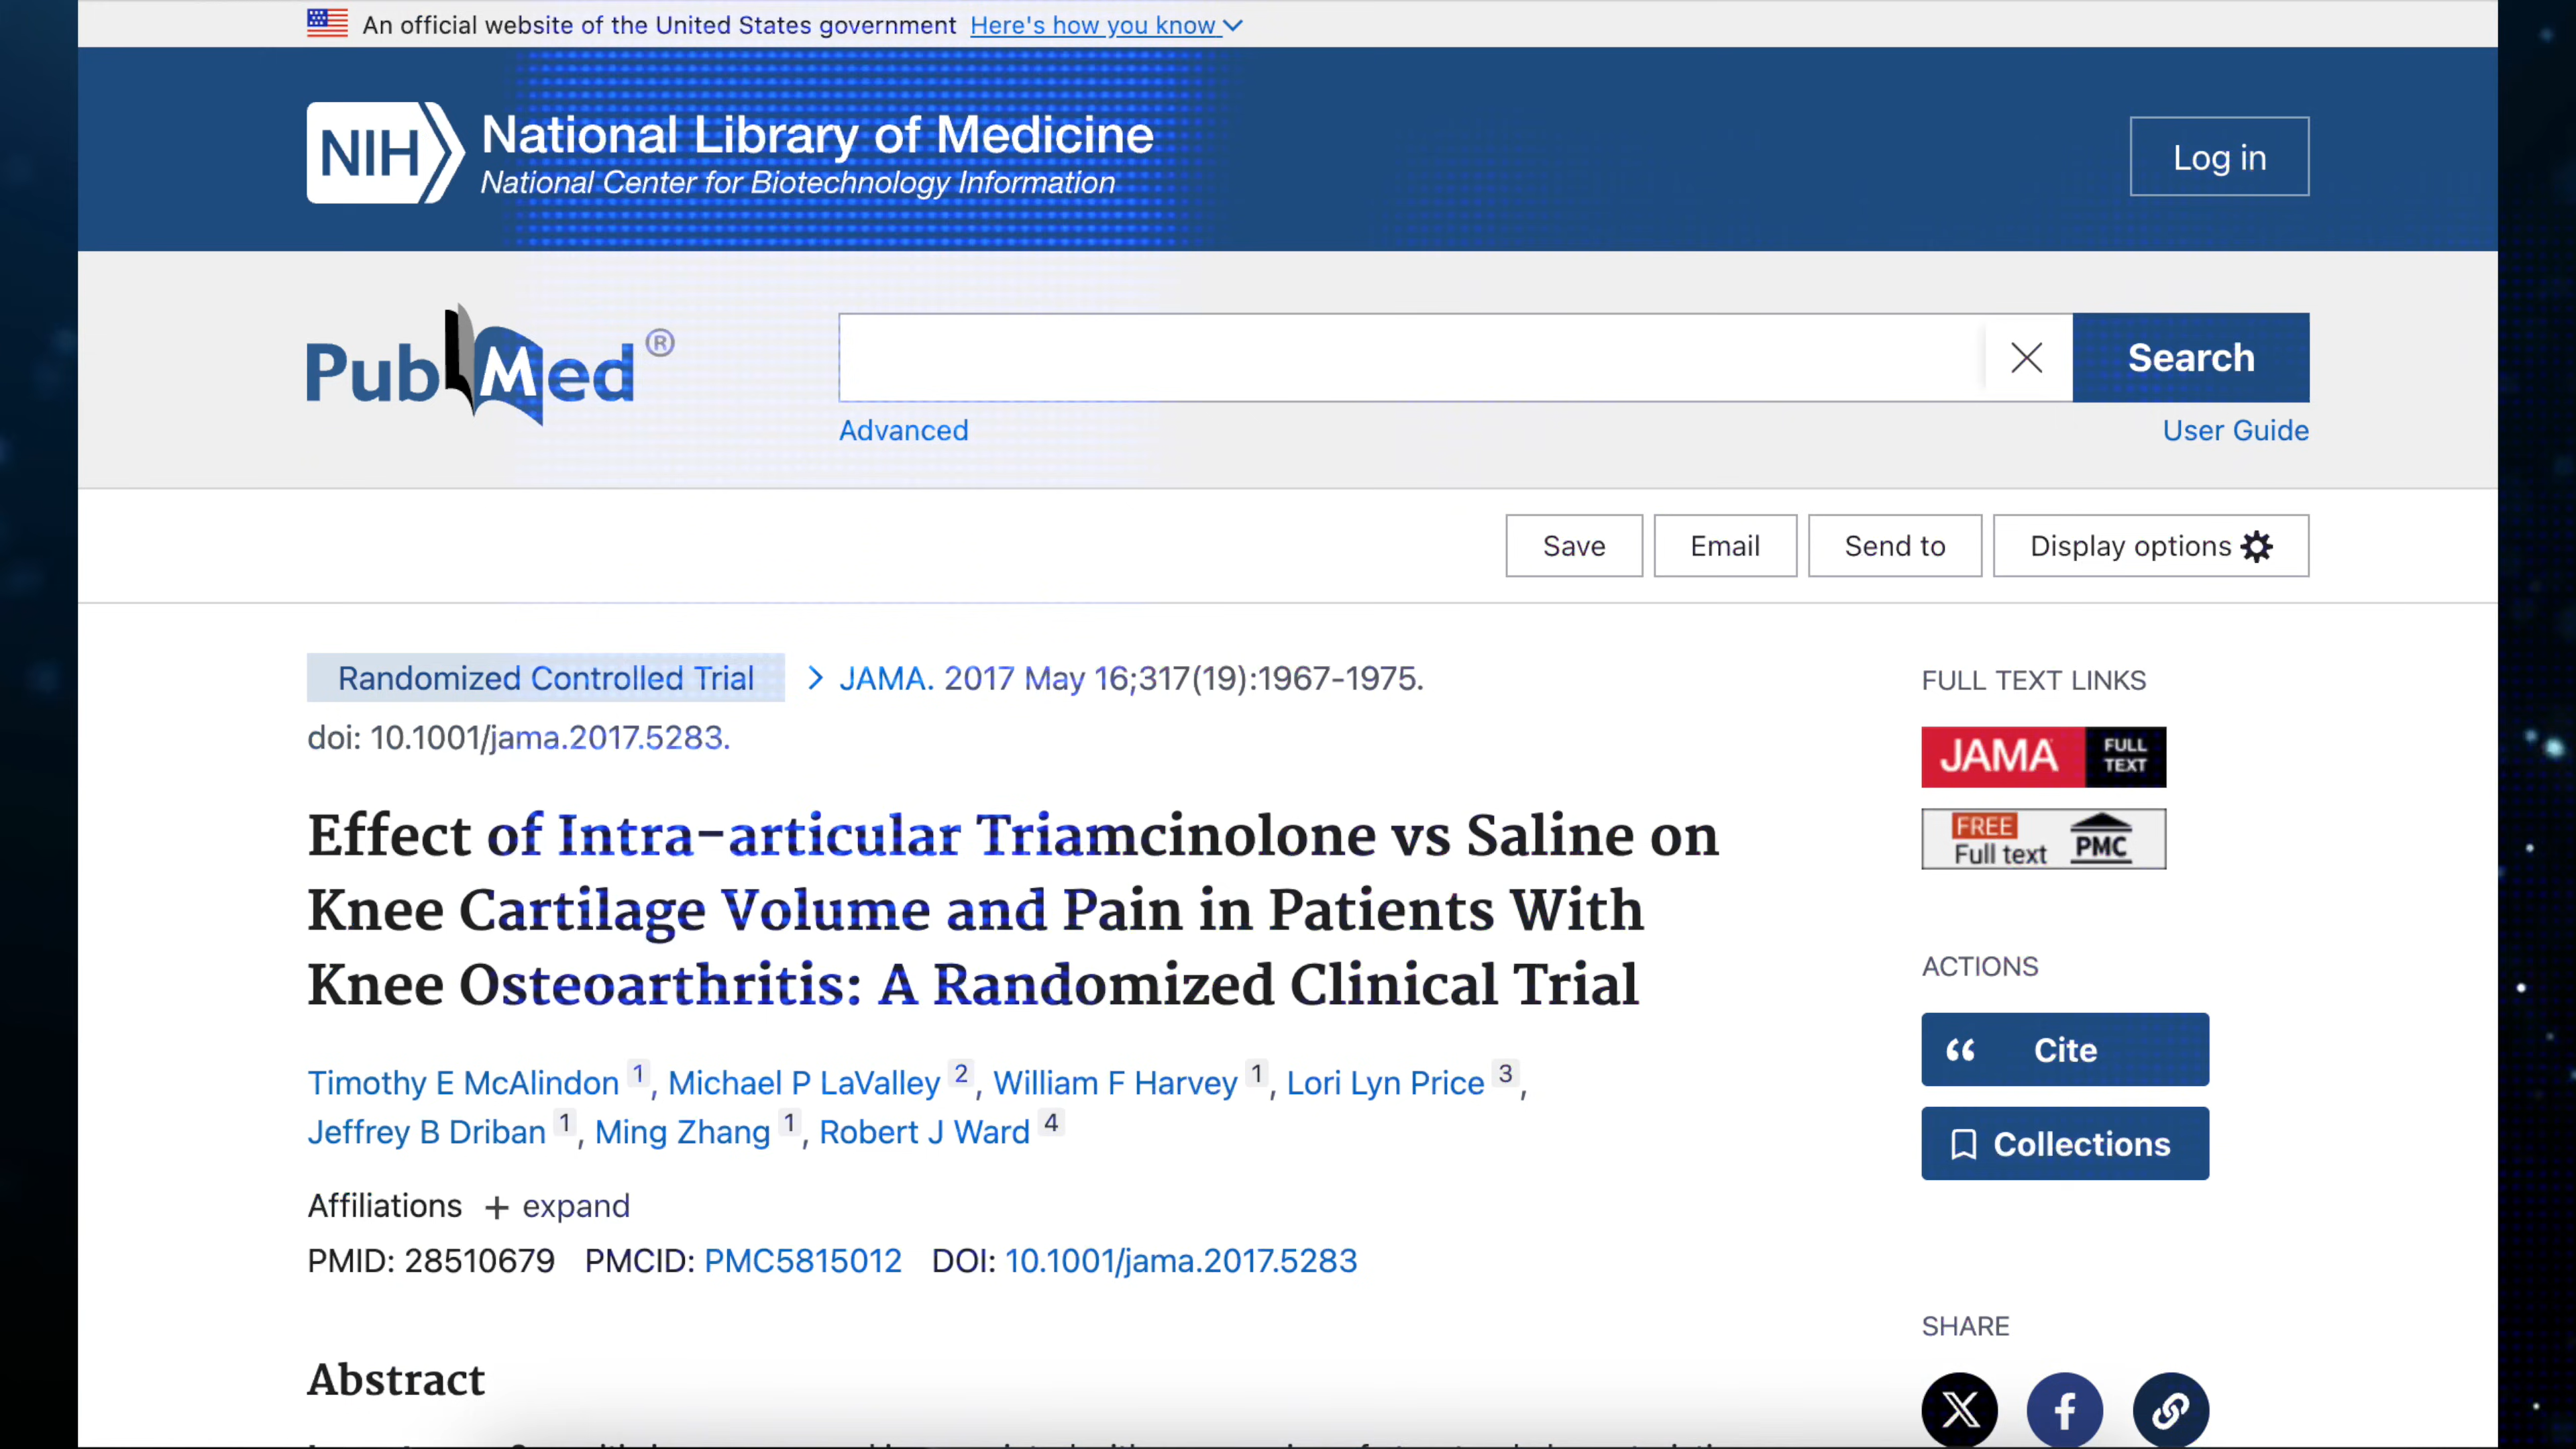 An official website of the United States government Here's how you know
NIH National Library of Medicine
National Center for Biotechnology Information
Log in
PubMed®
Search
Advanced
User Guide
Save
Email
Send to
Display options
Randomized Controlled Trial
JAMA. 2017 May 16;317(19):1967-1975.
doi: 10.1001/jama.2017.5283.
Effect of Intra-articular Triamcinolone vs Saline on
Knee Cartilage Volume and Pain in Patients With
Knee Osteoarthritis: A Randomized Clinical Trial
Timothy E McAlindon 1, Michael P LaValley 2, William F Harvey 1, Lori Lyn Price 3,
Jeffrey B Driban 1, Ming Zhang 1, Robert J Ward 4
Affiliations + expand
PMID: 28510679 PMCID: PMC5815012 DOI: 10.1001/jama.2017.5283
Abstract
FULL TEXT LINKS
JAMA FULL TEXT
FREE Full text PMC
ACTIONS
Cite
Collections
SHARE